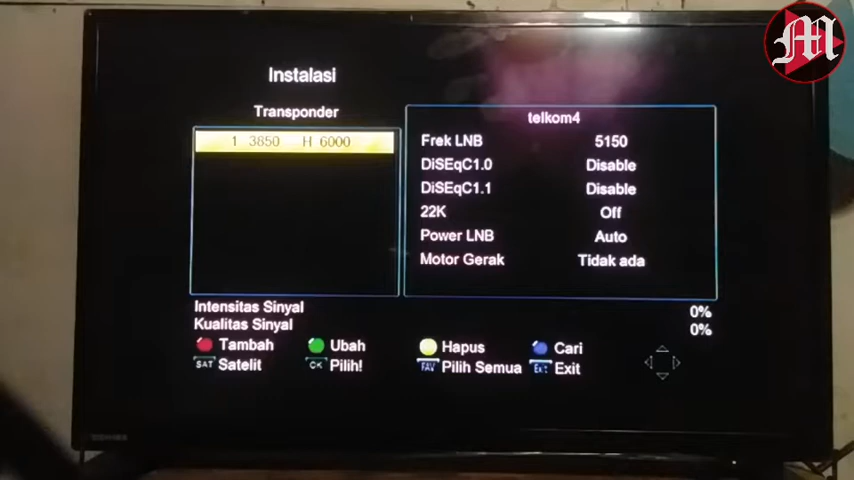 M
Instalasi
Transponder
telkom4
1 3850 H 6000
Frek LNB 5150
DiSEqC1.0 Disable
DiSEqC1.1 Disable
22K Off
Power LNB Auto
Motor Gerak Tidak ada
Intensitas Sinyal 0%
Kualitas Sinyal 0%
Tambah Ubah Hapus Cari
SAT Satelit OK Pilih! FAV Pilih Semua Exit Exit
TOSHIBA